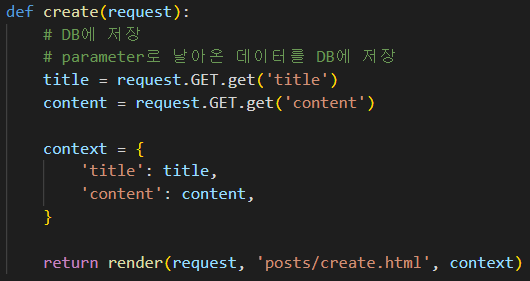 def create(request):
    # DB에 저장
    # parameter로 날아온 데이터를 DB에 저장
    title = request.GET.get('title')
    content = request.GET.get('content')

    context = {
        'title': title,
        'content': content,
    }

    return render(request, 'posts/create.html', context)